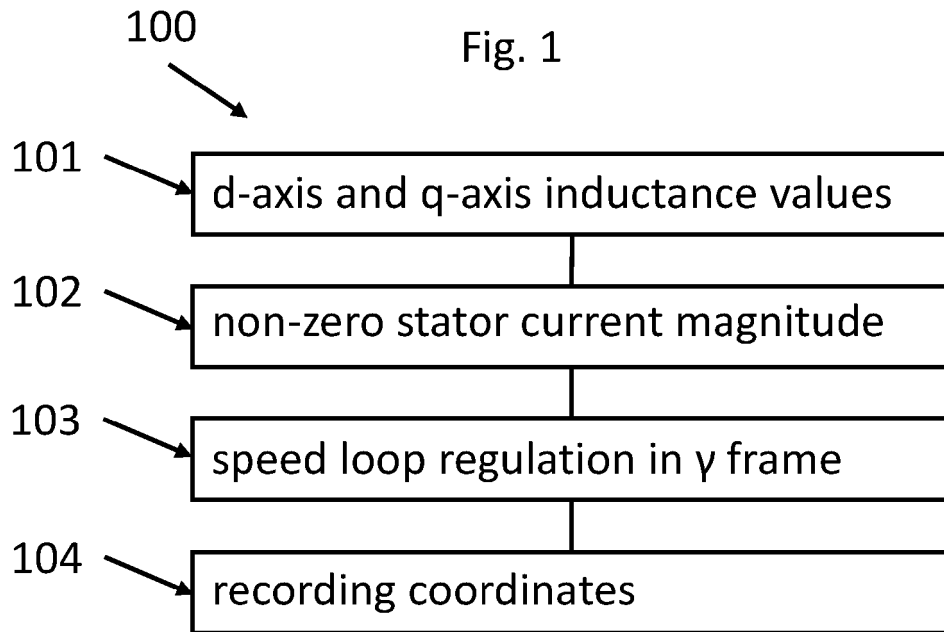 100
Fig. 1
101
d-axis and q-axis inductance values
102
non-zero stator current magnitude
103
speed loop regulation in γ frame
104
recording coordinates